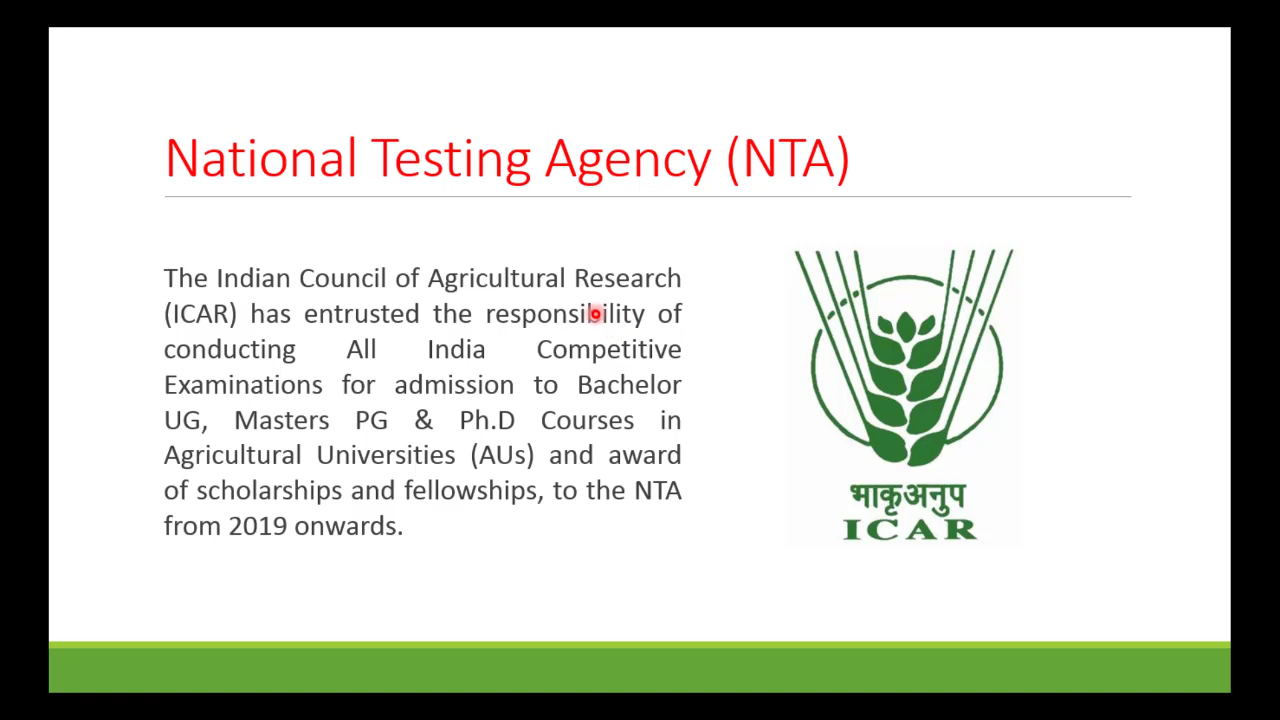 National Testing Agency (NTA)
The Indian Council of Agricultural Research
(ICAR) has entrusted the responsibility of
conducting All India Competitive
Examinations for admission to Bachelor
UG, Masters PG & Ph.D Courses in
Agricultural Universities (AUs) and award
of scholarships and fellowships, to the NTA
from 2019 onwards.
भाकृअनुप
ICAR